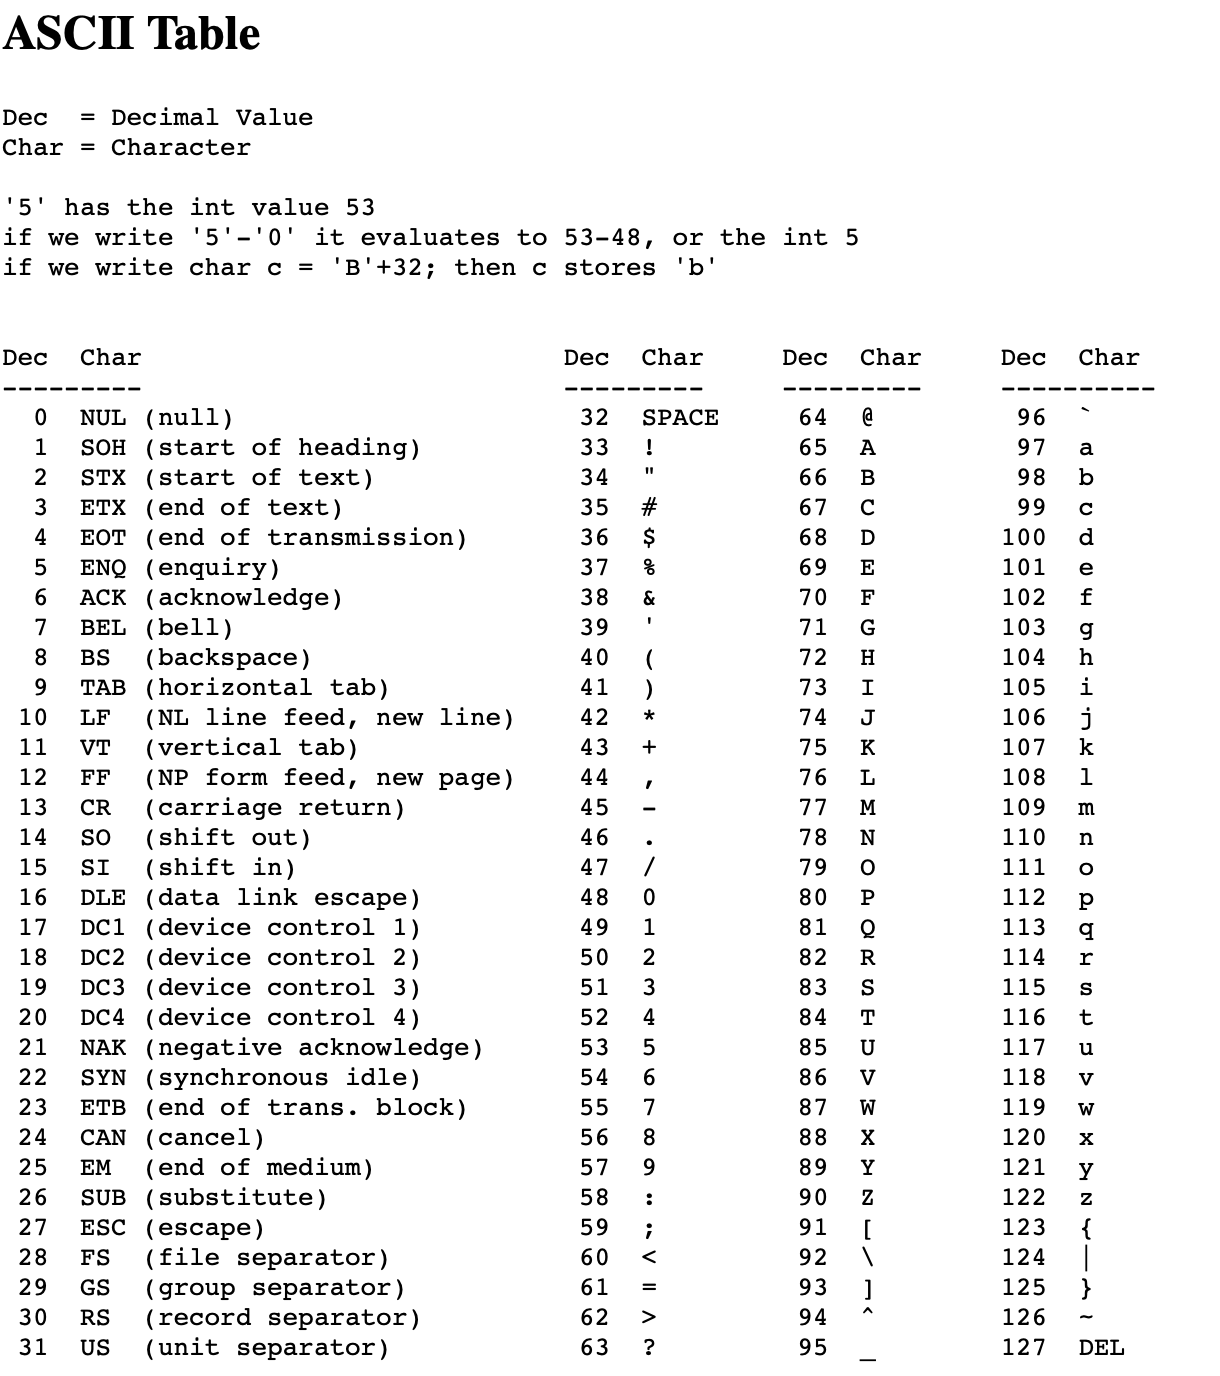 ASCII Table
Dec  = Decimal Value
Char = Character
'5' has the int value 53
if we write '5'-'0' it evaluates to 53-48, or the int 5
if we write char c = 'B'+32; then c stores 'b'
Dec  Char                           Dec  Char     Dec  Char     Dec  Char
---------                           ---------     ---------     ----------
  0  NUL (null)                      32  SPACE     64  @         96  `
  1  SOH (start of heading)          33  !         65  A         97  a
  2  STX (start of text)             34  "         66  B         98  b
  3  ETX (end of text)               35  #         67  C         99  c
  4  EOT (end of transmission)       36  $         68  D        100  d
  5  ENQ (enquiry)                   37  %         69  E        101  e
  6  ACK (acknowledge)               38  &         70  F        102  f
  7  BEL (bell)                      39  '         71  G        103  g
  8  BS  (backspace)                 40  (         72  H        104  h
  9  TAB (horizontal tab)            41  )         73  I        105  i
 10  LF  (NL line feed, new line)    42  *         74  J        106  j
 11  VT  (vertical tab)              43  +         75  K        107  k
 12  FF  (NP form feed, new page)    44  ,         76  L        108  l
 13  CR  (carriage return)           45  -         77  M        109  m
 14  SO  (shift out)                 46  .         78  N        110  n
 15  SI  (shift in)                  47  /         79  O        111  o
 16  DLE (data link escape)          48  0         80  P        112  p
 17  DC1 (device control 1)          49  1         81  Q        113  q
 18  DC2 (device control 2)          50  2         82  R        114  r
 19  DC3 (device control 3)          51  3         83  S        115  s
 20  DC4 (device control 4)          52  4         84  T        116  t
 21  NAK (negative acknowledge)      53  5         85  U        117  u
 22  SYN (synchronous idle)          54  6         86  V        118  v
 23  ETB (end of trans. block)       55  7         87  W        119  w
 24  CAN (cancel)                    56  8         88  X        120  x
 25  EM  (end of medium)             57  9         89  Y        121  y
 26  SUB (substitute)                58  :         90  Z        122  z
 27  ESC (escape)                    59  ;         91  [        123  {
 28  FS  (file separator)            60  <         92  \        124  |
 29  GS  (group separator)           61  =         93  ]        125  }
 30  RS  (record separator)          62  >         94  ^        126  ~
 31  US  (unit separator)            63  ?         95  _        127  DEL